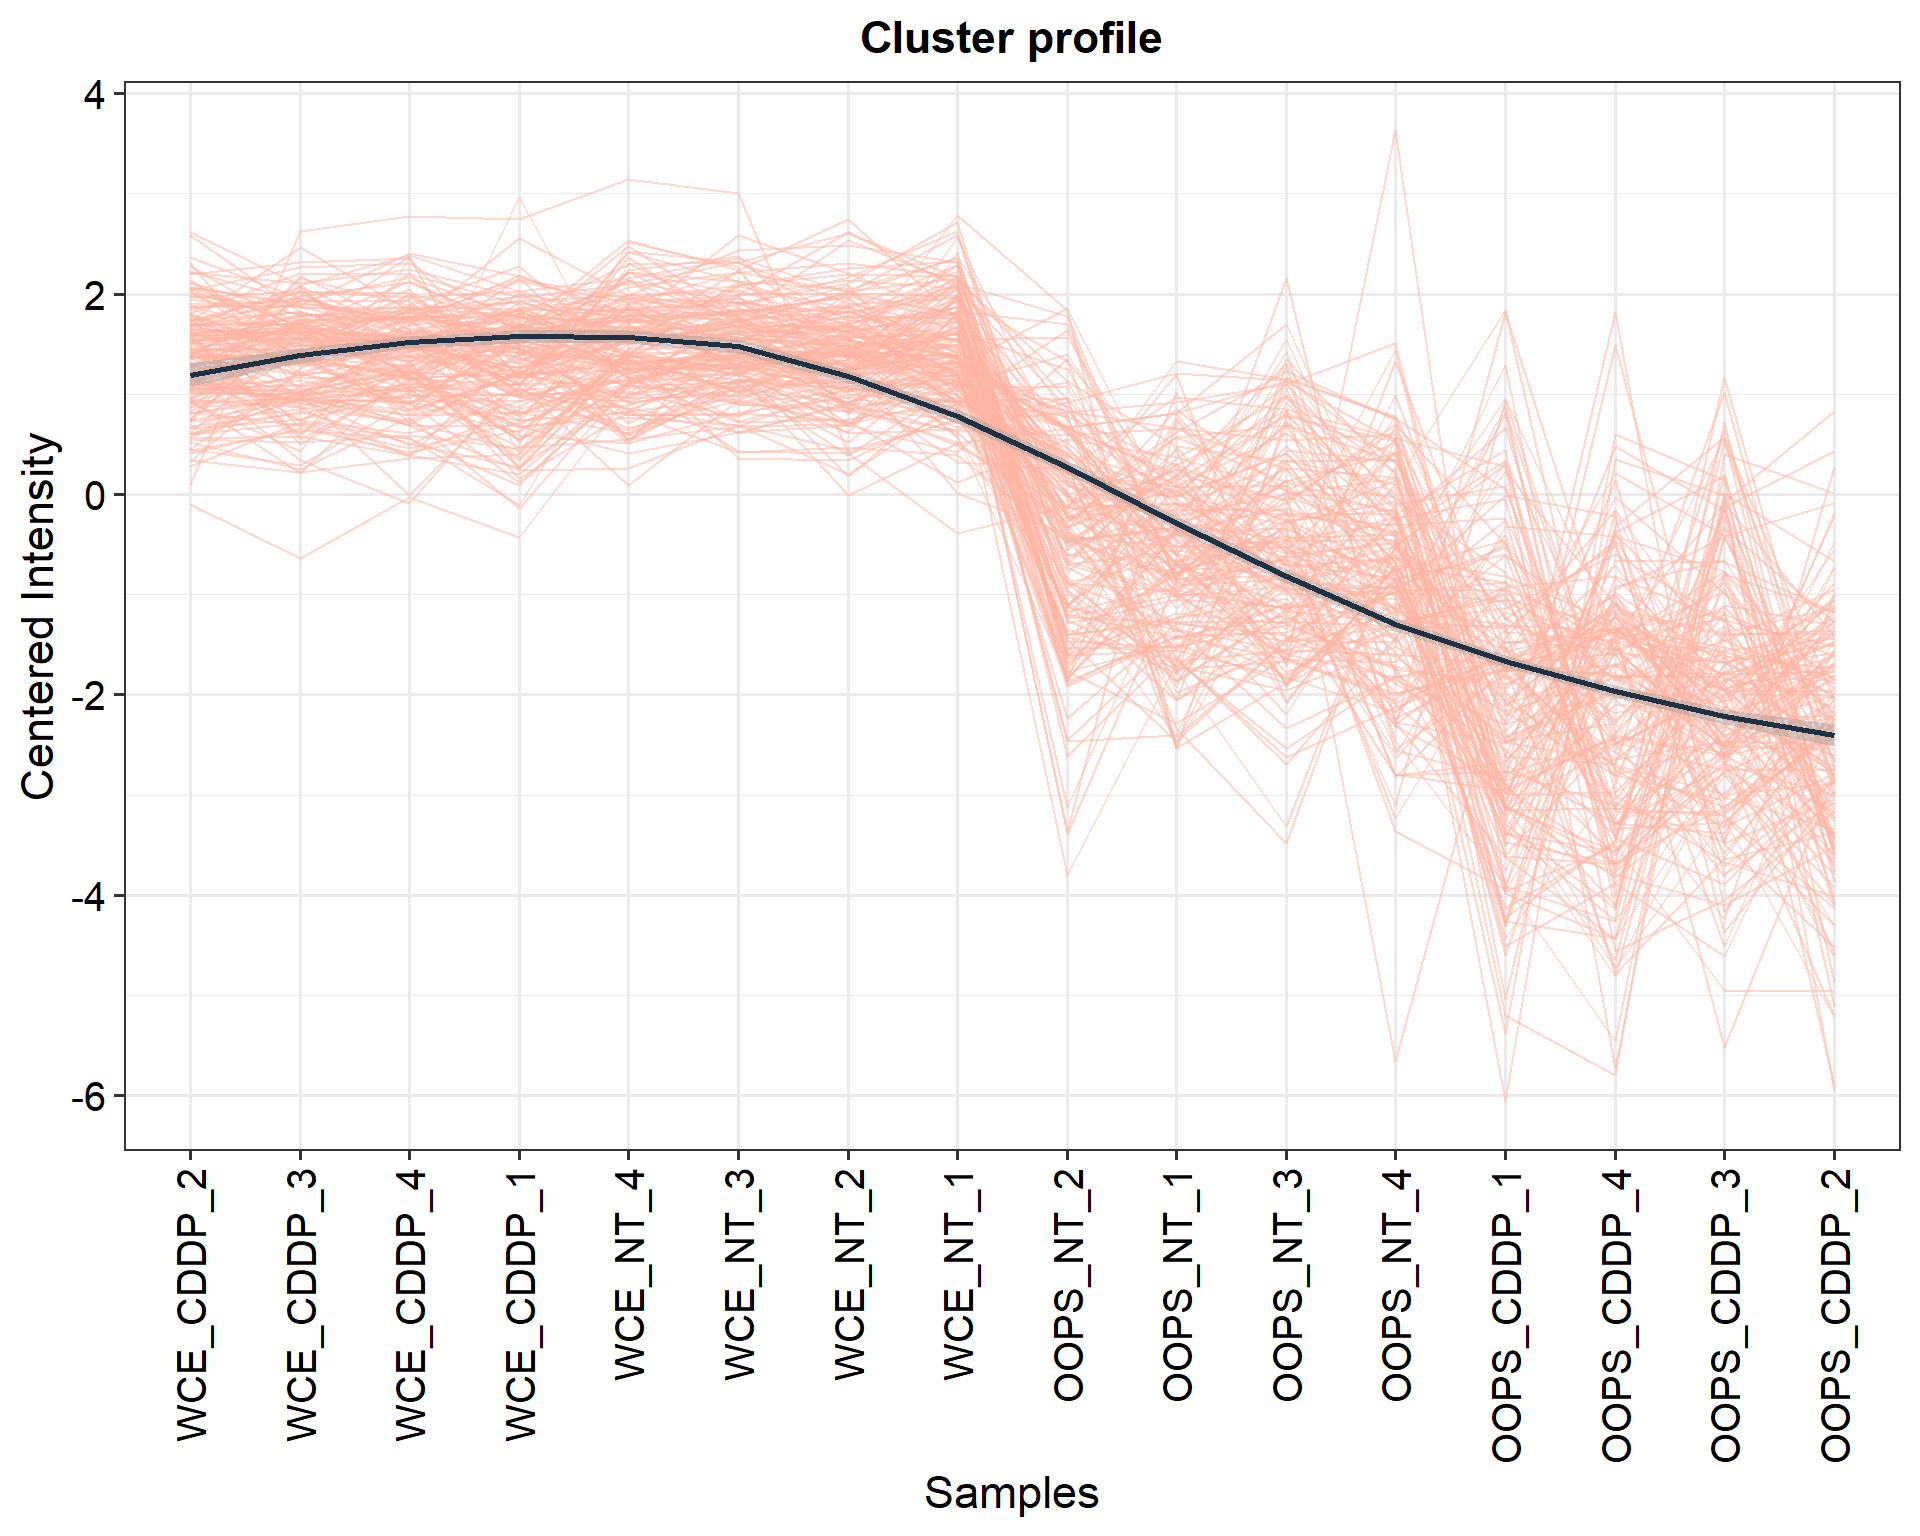 Cluster profile
4
2
0
-2
-4
-6
Centered Intensity
WCE_CDDP_2
WCE_CDDP_3
WCE_CDDP_4
WCE_CDDP_1
WCE_NT_4
WCE_NT_3
WCE_NT_2
WCE_NT_1
OOPS_NT_2
OOPS_NT_1
OOPS_NT_3
OOPS_NT_4
OOPS_CDDP_1
OOPS_CDDP_4
OOPS_CDDP_3
OOPS_CDDP_2
Samples